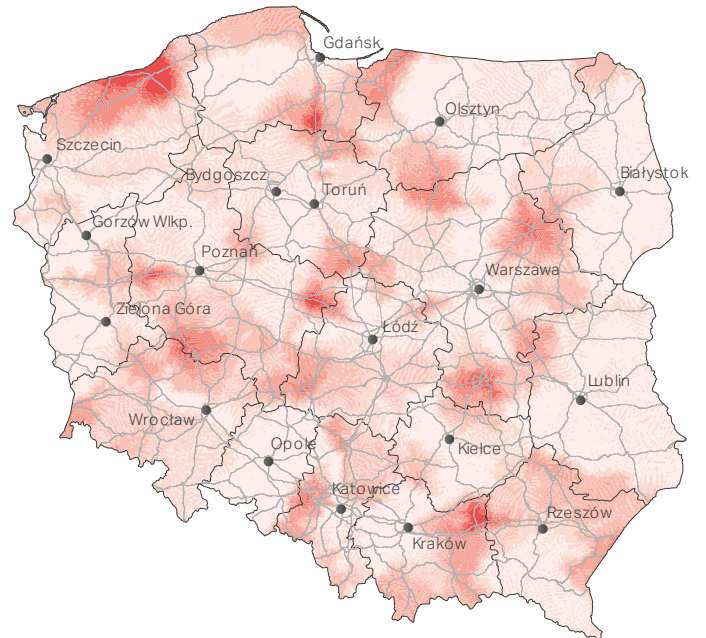 Gdańsk
Olsztyn
Szczecin
Białystok
Bydgoszcz
Toruń
Gorzów Wlkp.
Poznań
Warszawa
Zielona Góra
Łódź
Lublin
Wrocław
Opole
Kielce
Katowice
Rzeszów
Kraków